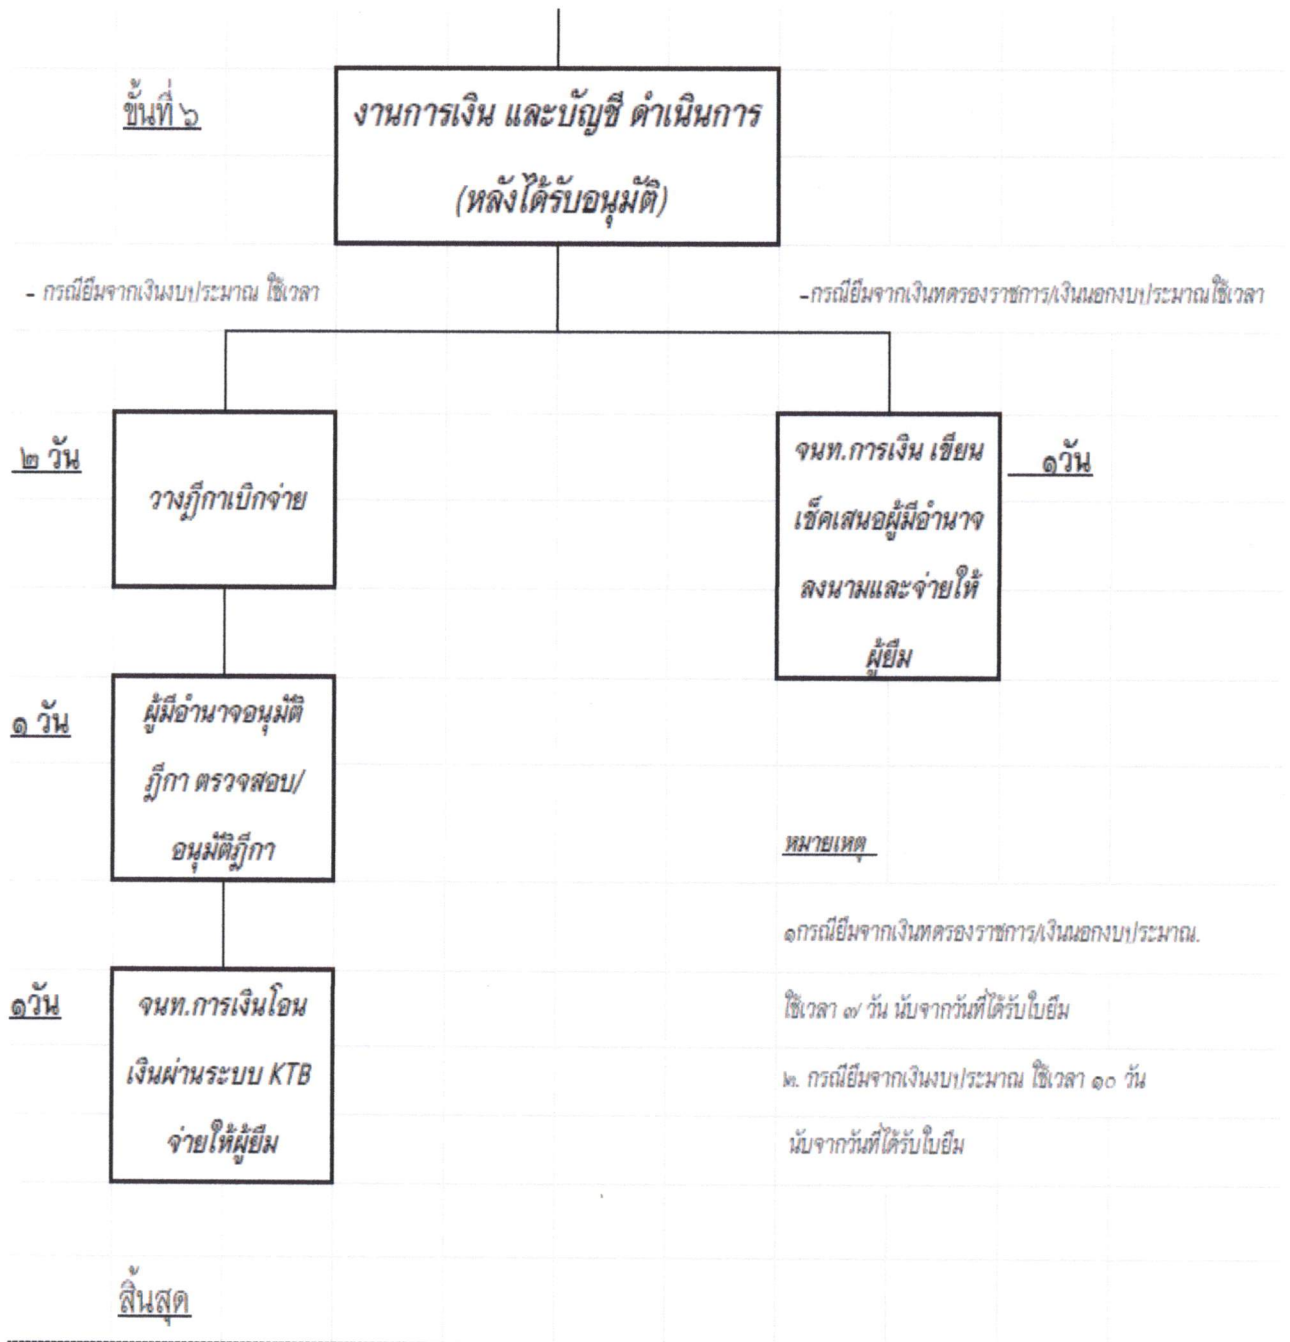 ขั้นที่ ๖
งานการเงิน และบัญชี ดำเนินการ
(หลังได้รับอนุมัติ)
- กรณียืมจากเงินงบประมาณ ใช้เวลา
-กรณียืมจากเงินทดรองราชการ/เงินนอกงบประมาณใช้เวลา
๒ วัน
วางฎีกาเบิกจ่าย
จนท.การเงิน เขียน
เช็คเสนอผู้มีอำนาจ
ลงนามและจ่ายให้
ผู้ยืม
๑วัน
๑ วัน
ผู้มีอำนาจอนุมัติ
ฎีกา ตรวจสอบ/
อนุมัติฎีกา
๑วัน
จนท.การเงินโอน
เงินผ่านระบบ KTB
จ่ายให้ผู้ยืม
หมายเหตุ
๑กรณียืมจากเงินทดรองราชการ/เงินนอกงบประมาณ.
ใช้เวลา ๗ วัน นับจากวันที่ได้รับใบยืม
๒. กรณียืมจากเงินงบประมาณ ใช้เวลา ๑๐ วัน
นับจากวันที่ได้รับใบยืม
สิ้นสุด